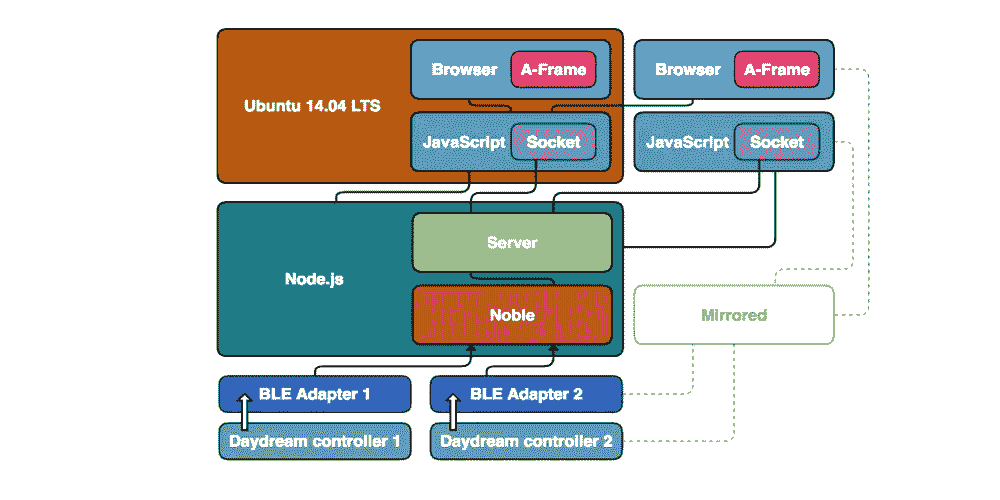 Browser
A-Frame
Browser
A-Frame
Ubuntu 14.04 LTS
JavaScript
Socket
JavaScript
Socket
Server
Node.js
Noble
Mirrored
BLE Adapter 1
BLE Adapter 2
Daydream controller 1
Daydream controller 2